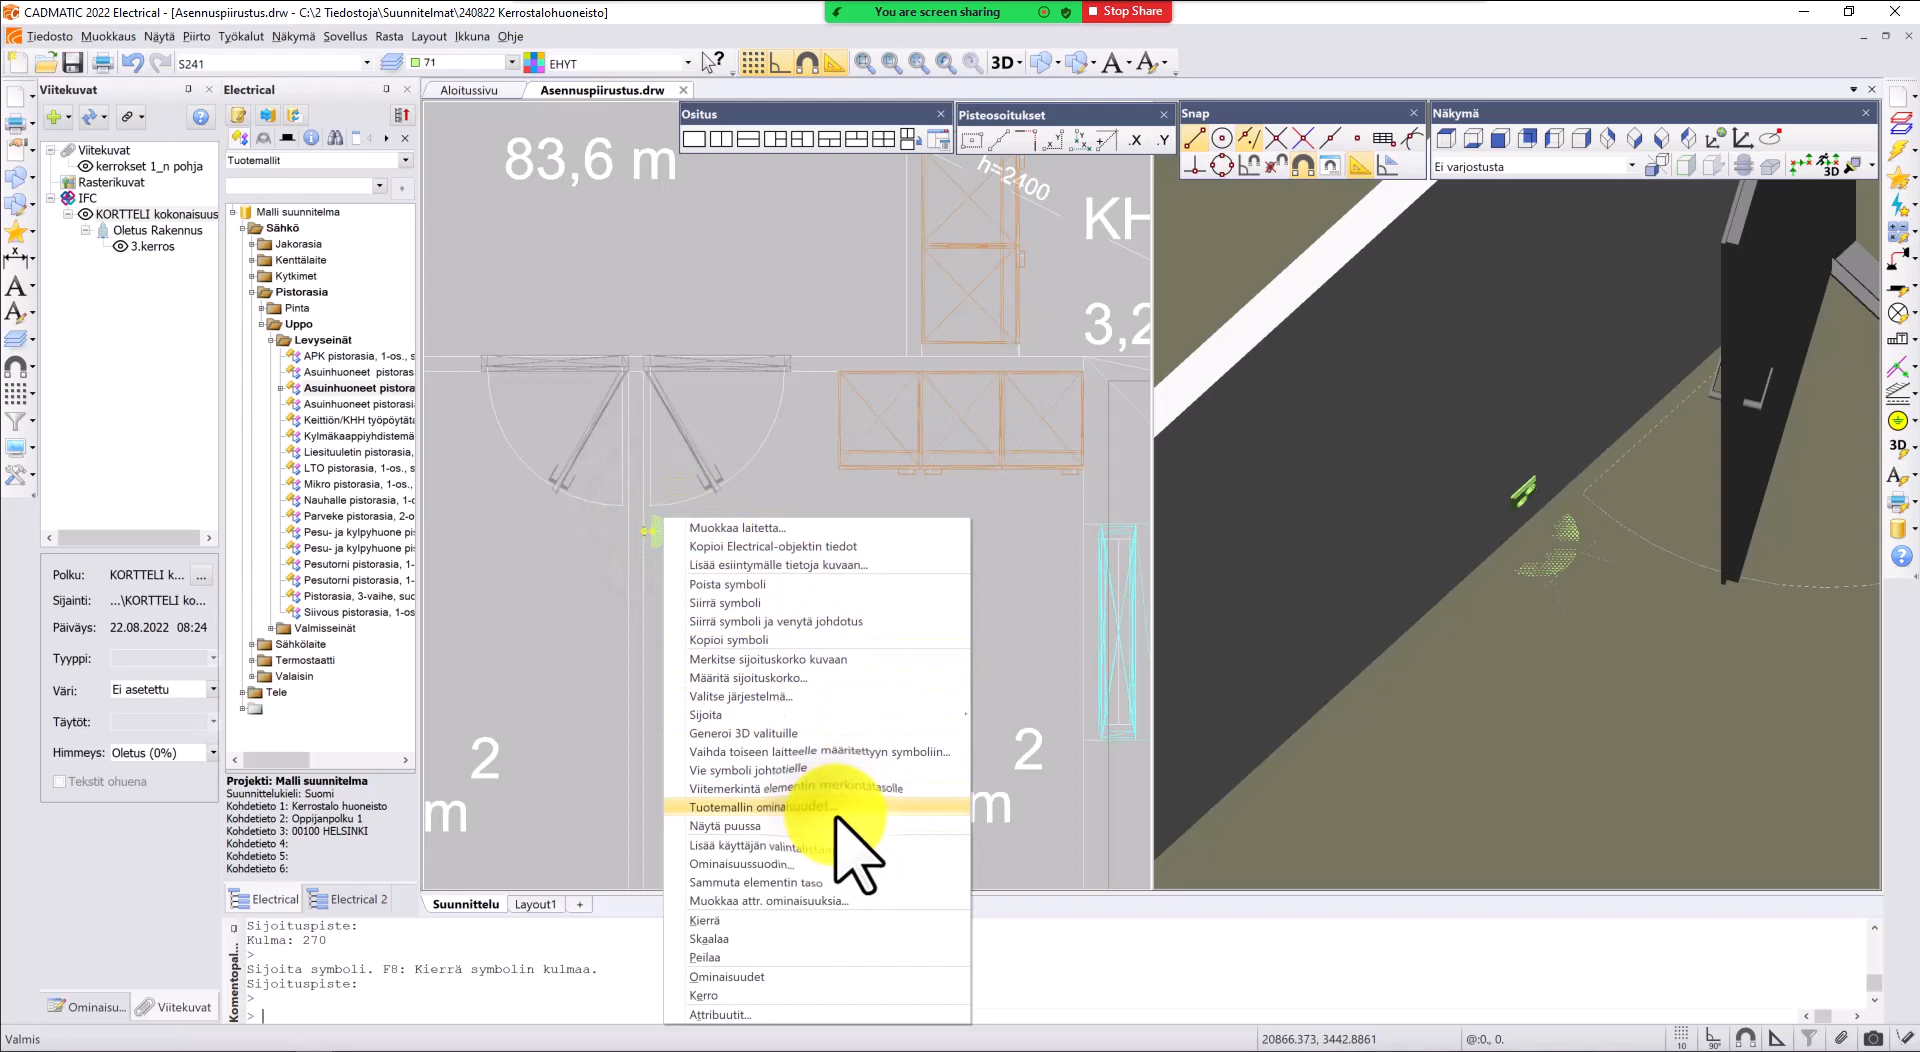 CADMATIC 2022 Electrical - [Asennuspiirustus.drw - C:\2 Tiedostoja\Suunnitelmat\240822 Kerrostalohuoneisto]
You are screen sharing
Stop Share
Tiedosto Muokkaus Näytä Piirto Työkalut Näkymä Sovellus Rasta Layout Ikkuna Ohje
S241
71
EHYT
3D
Viitekuvat
Electrical
Aloitussivu
Asennuspiirustus.drw
Ositus
Pisteosoitukset
Snap
Näkymä
.X .Y
Ei varjostusta
3D
Viitekuvat
kerrokset 1_n pohja
Rasterikuvat
IFC
KORTTELI kokonaisuus
Oletus Rakennus
3.kerros
Tuotemallit
Malli suunnitelma
Sähkö
Jakorasia
Kenttälaite
Kytkimet
Pistorasia
Pinta
Uppo
Levyseinät
APK pistorasia, 1-os., s
Asuinhuoneet pistoras
Asuinhuoneet pistora
Asuinhuoneet pistorasi
Keittiön/KHH työpöytät
Kylmäkaappiyhdistemä
Liesituuletin pistorasia,
LTO pistorasia, 1-os., s
Mikro pistorasia, 1-os.,
Nauhalle pistorasia, 1-o
Parveke pistorasia, 2-o
Pesu- ja kylpyhuone pi
Pesu- ja kylpyhuone pi
Pesutorni pistorasia, 1-
Pesutorni pistorasia, 1-
Pistorasia, 3-vaihe, suc
Siivous pistorasia, 1-os
Valmisseinät
Sähkölaite
Termostaatti
Valaisin
Tele
83,6 m
h=2400
KH
3,2
2
m
2
m
Polku: KORTTELI k... ...
Sijainti: ...\KORTTELI ko...
Päiväys: 22.08.2022 08:24
Tyyppi:
Väri: Ei asetettu
Täytöt:
Himmeys: Oletus (0%)
Tekstit ohuena
Projekti: Malli suunnitelma
Suunnittelukieli: Suomi
Kohdetieto 1: Kerrostalo huoneisto
Kohdetieto 2: Oppijanpolku 1
Kohdetieto 3: 00100 HELSINKI
Kohdetieto 4:
Kohdetieto 5:
Kohdetieto 6:
Electrical
Electrical 2
Muokkaa laitetta...
Kopioi Electrical-objektin tiedot
Lisää esiintymälle tietoja kuvaan...
Poista symboli
Siirrä symboli
Siirrä symboli ja venytä johdotus
Kopioi symboli
Merkitse sijoituskorko kuvaan
Määritä sijoituskorko...
Valitse järjestelmä...
Sijoita
Generoi 3D valituille
Vaihda toiseen laitteelle määritettyyn symboliin...
Vie symboli johtotielle
Viitemerkintä elementin merkintätasolle
Tuotemallin ominaisuudet...
Näytä puussa
Lisää käyttäjän valintalista...
Ominaisuussuodin...
Sammuta elementin taso
Muokkaa attr. ominaisuuksia...
Kierrä
Skaalaa
Peilaa
Ominaisuudet
Kerro
Attribuutit...
Suunnittelu
Layout1
+
Komentopal...
Sijoituspiste:
Kulma: 270
>
Sijoita symboli. F8: Kierrä symbolin kulmaa.
Sijoituspiste:
>
>
Ominaisu...
Viitekuvat
Valmis
20866.373, 3442.8861
@:0., 0.
10
90°